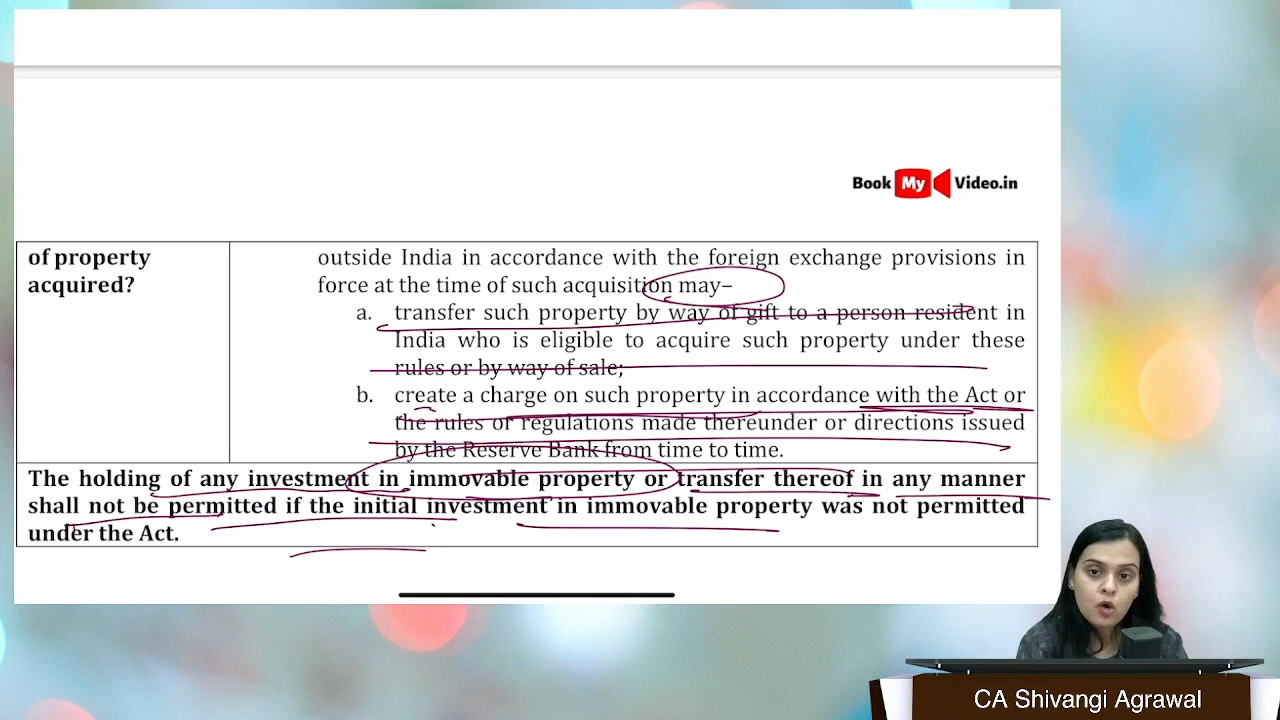 Book My Video.in
of property
acquired?
outside India in accordance with the foreign exchange provisions in
force at the time of such acquisition may–
a. transfer such property by way of gift to a person resident in
India who is eligible to acquire such property under these
rules or by way of sale;
b. create a charge on such property in accordance with the Act or
the rules or regulations made thereunder or directions issued
by the Reserve Bank from time to time.
The holding of any investment in immovable property or transfer thereof in any manner
shall not be permitted if the initial investment in immovable property was not permitted
under the Act.
CA Shivangi Agrawal